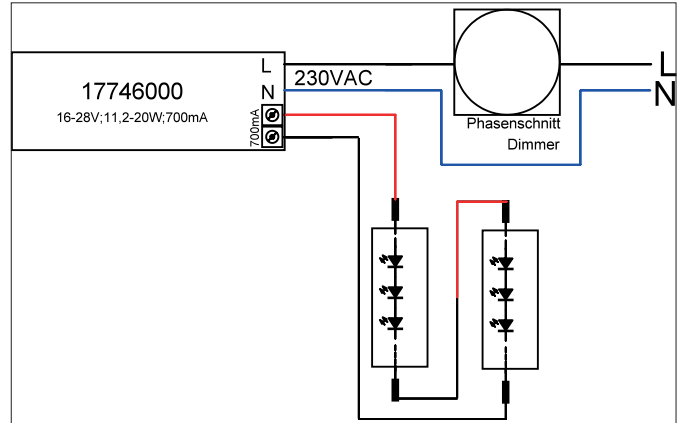 L
230VAC
L
17746000
N
N
16-28V;11,2-20W;700mA
700mA
Phasenschnitt
Dimmer